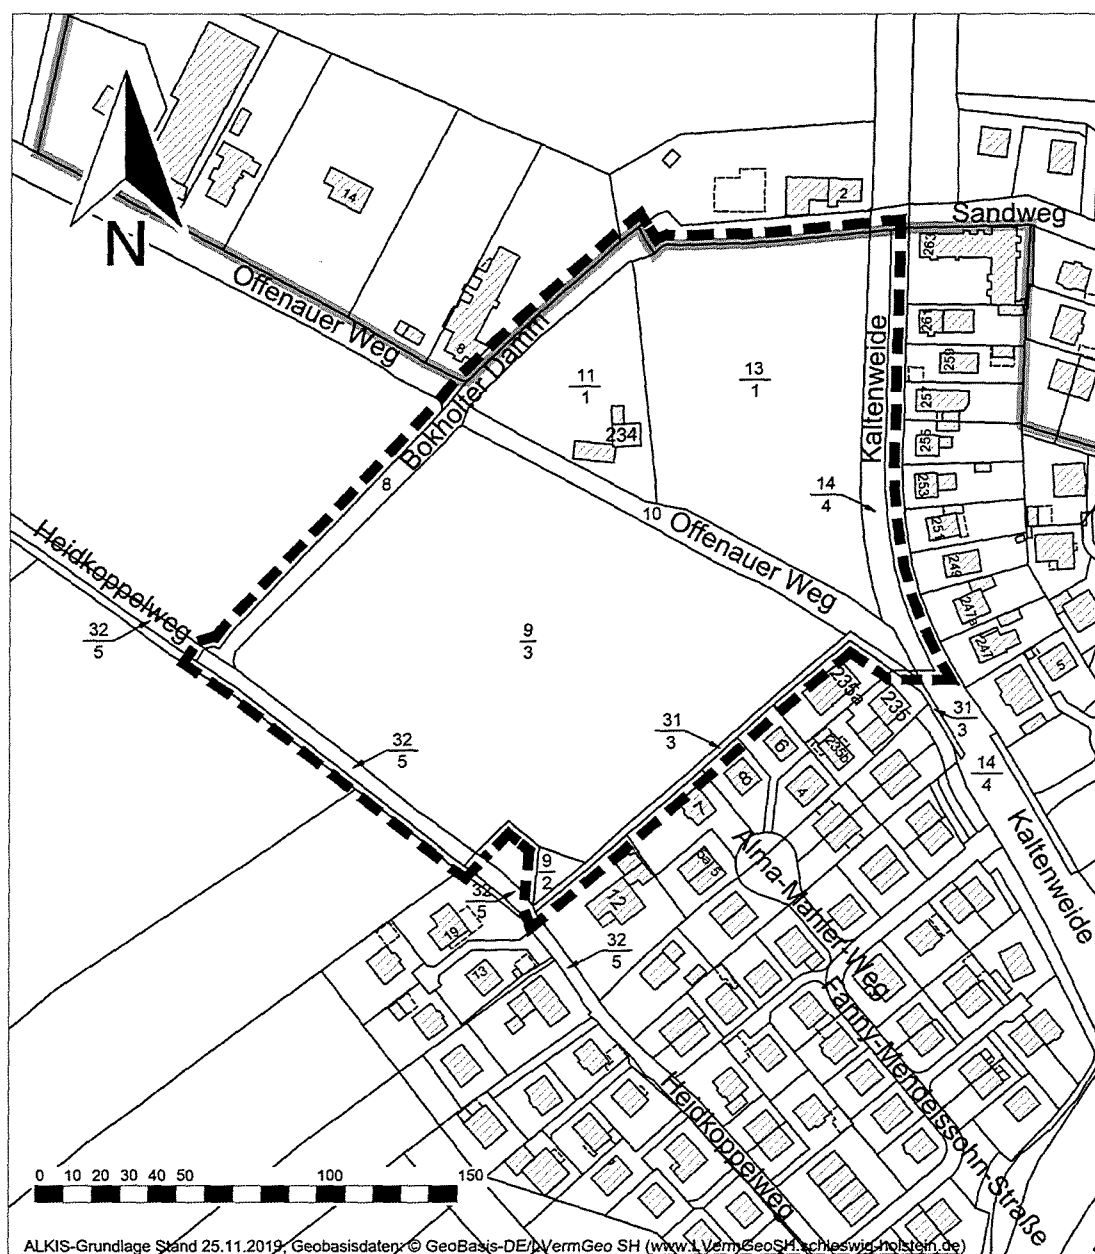 Sandweg
14
2
263
Offenauer Weg
N
261
8
Bokholter Damm
Kaltenweide
259
11
1
13
1
257
234
255
8
14
4
253
10
Offenauer Weg
251
249
Heidkoppelweg
32
5
9
3
247a
247
5
235a
235
31
3
31
3
32
5
6
235b
8
4
14
4
7
Kaltenweide
Alma-Mahler-Weg
9
2
5a
5
32
5
12
19
32
5
13
Fanny-Mendelssohn-Straße
Heidkoppelweg
0 10 20 30 40 50 100 150
ALKIS-Grundlage Stand 25.11.2019, Geobasisdaten: © GeoBasis-DE/LVermGeo SH (www.LVermGeoSH.schleswig-holstein.de)